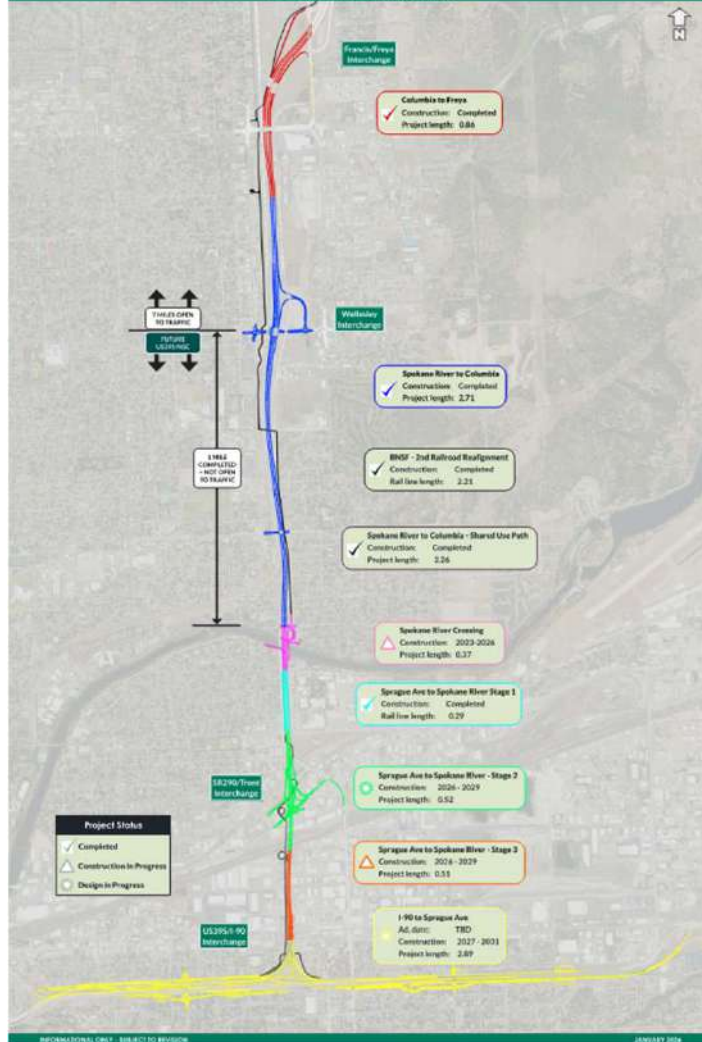 N
Francis/Freya
Interchange
Columbia to Freya
Construction: Completed
Project length: 0.86
7 MILES OPEN
TO TRAFFIC
FUTURE
US395/NSC
Wellesley
Interchange
Spokane River to Columbia
Construction: Completed
Project length: 2.71
BNSF - 2nd Railroad Realignment
Construction: Completed
Rail line length: 2.21
COMPLETED
- NOT OPEN
TO TRAFFIC
Spokane River to Columbia - Shared Use Path
Construction: Completed
Project length: 2.26
Spokane River Crossing
Construction: 2023-2026
Project length: 0.37
Sprague Ave to Spokane River Stage 1
Construction: Completed
Rail line length: 0.29
SR290/Trent
Interchange
Sprague Ave to Spokane River - Stage 2
Construction: 2026 - 2029
Project length: 0.52
Project Status
Completed
Construction In Progress
Design in Progress
Sprague Ave to Spokane River - Stage 3
Construction: 2026 - 2029
Project length: 0.51
US395/I-90
Interchange
I-90 to Sprague Ave
Ad. date: TBD
Construction: 2027 - 2031
Project length: 2.89
INFORMATIONAL ONLY - SUBJECT TO REVISION
JANUARY 2026